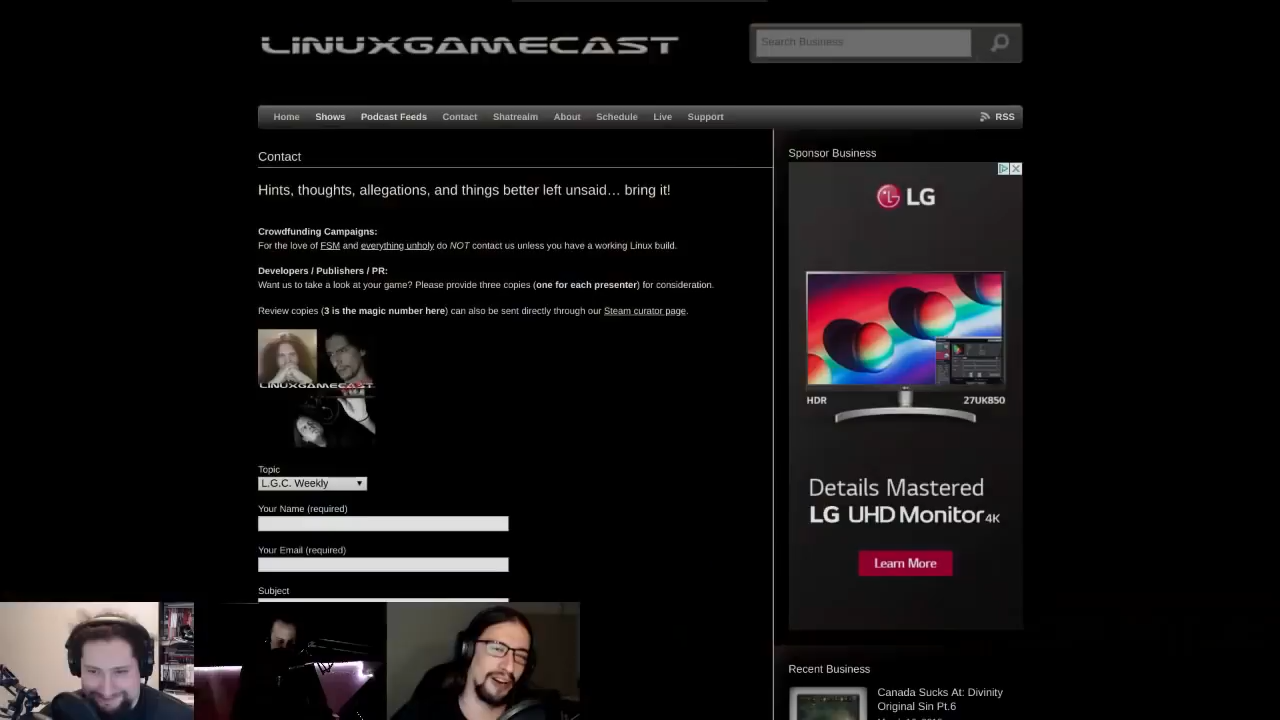 LINUXGAMECAST
Search Business
Home Shows Podcast Feeds Contact Shatrealm About Schedule Live Support RSS
Contact
Hints, thoughts, allegations, and things better left unsaid… bring it!
Crowdfunding Campaigns:
For the love of FSM and everything unholy do NOT contact us unless you have a working Linux build.
Developers / Publishers / PR:
Want us to take a look at your game? Please provide three copies (one for each presenter) for consideration.
Review copies (3 is the magic number here) can also be sent directly through our Steam curator page.
LINUXGAMECAST
Topic
L.G.C. Weekly
Your Name (required)
Your Email (required)
Subject
Sponsor Business
LG
HDR 27UK850
Details Mastered
LG UHD Monitor 4K
Learn More
Recent Business
Canada Sucks At: Divinity
Original Sin Pt.6